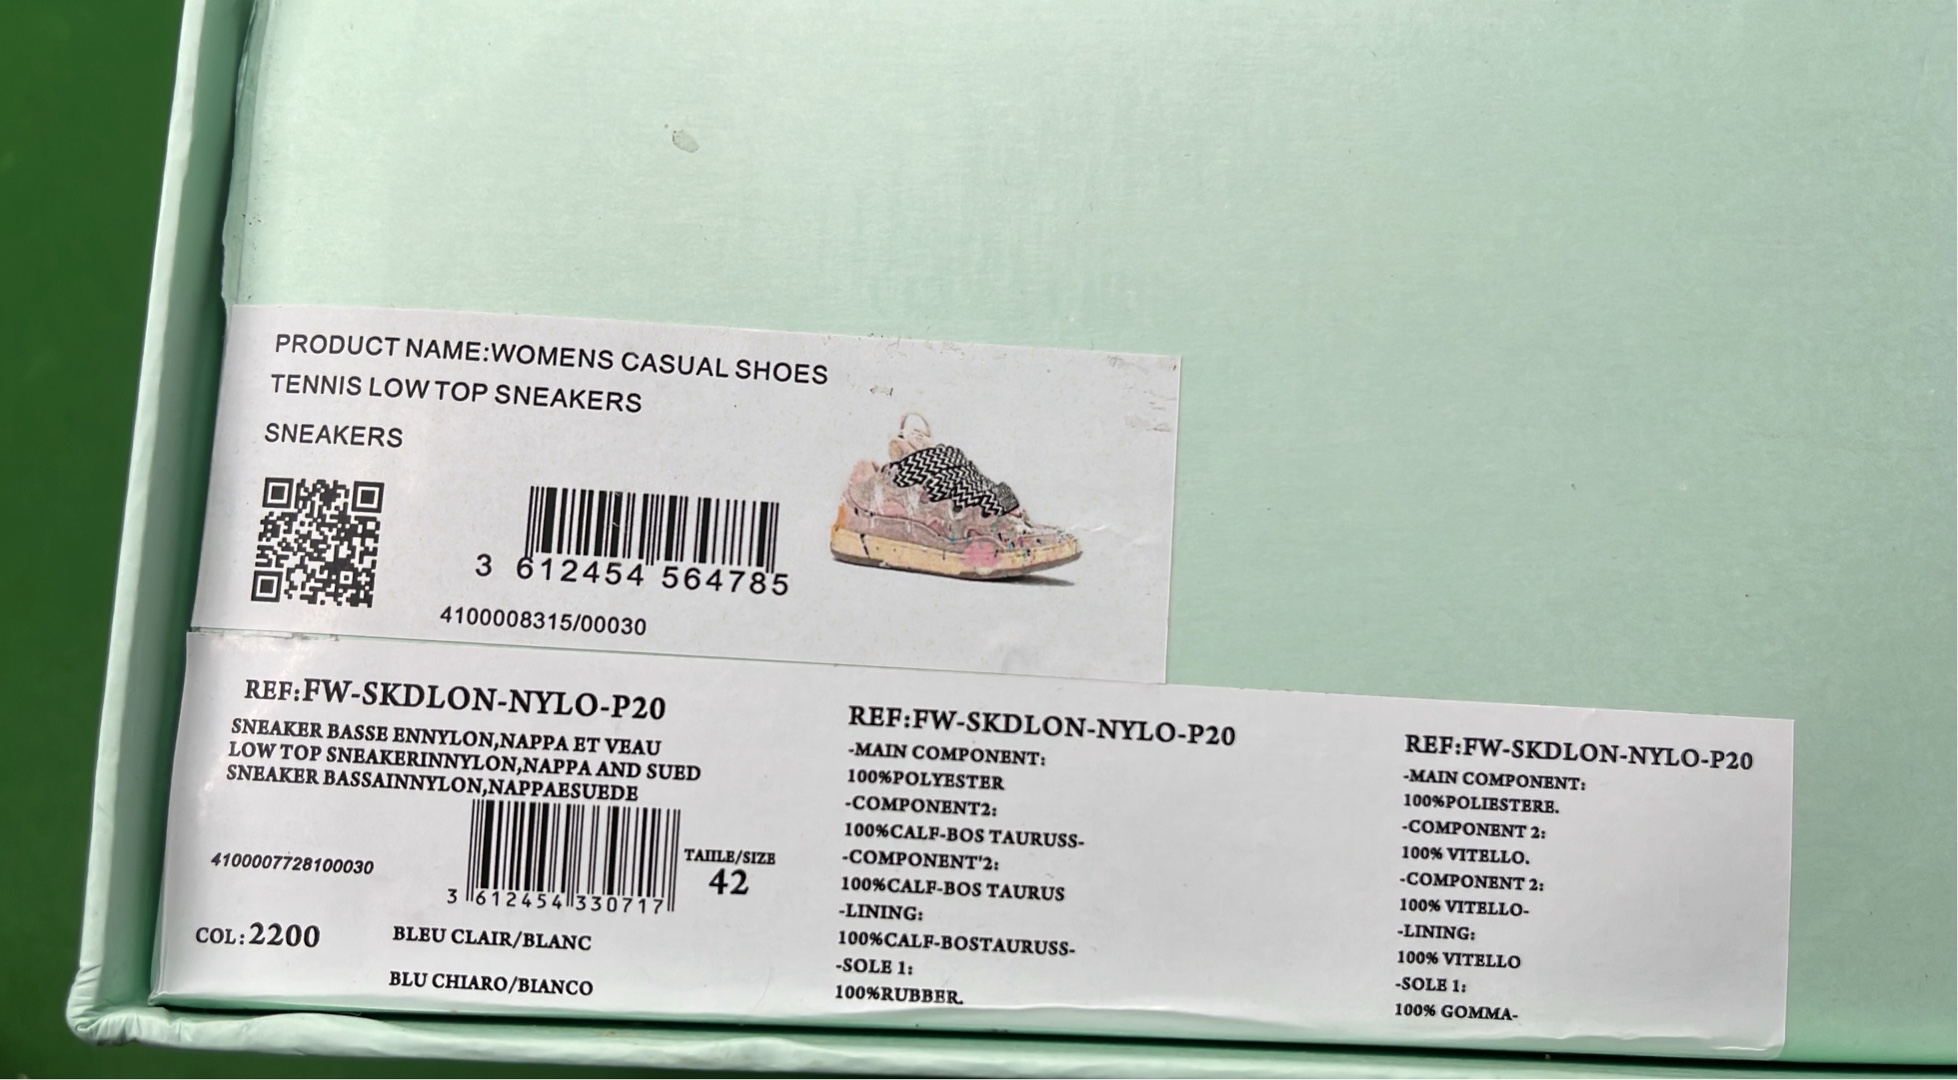 PRODUCT NAME:WOMENS CASUAL SHOES
TENNIS LOW TOP SNEAKERS
SNEAKERS
3 612454 564785
4100008315/00030
REF:FW-SKDLON-NYLO-P20
SNEAKER BASSE ENNYLON,NAPPA ET VEAU
LOW TOP SNEAKERINNYLON,NAPPA AND SUED
SNEAKER BASSAINNYLON,NAPPAESUEDE
4100007728100030
3 612454 330717
TAIILE/SIZE
42
COL:2200
BLEU CLAIR/BLANC
BLU CHIARO/BIANCO
REF:FW-SKDLON-NYLO-P20
-MAIN COMPONENT:
100%POLYESTER
-COMPONENT2:
100%CALF-BOS TAURUSS-
-COMPONENT'2:
100%CALF-BOS TAURUS
-LINING:
100%CALF-BOSTAURUSS-
-SOLE 1:
100%RUBBER.
REF:FW-SKDLON-NYLO-P20
-MAIN COMPONENT:
100%POLIESTERE.
-COMPONENT 2:
100% VITELLO.
-COMPONENT 2:
100% VITELLO-
-LINING:
100% VITELLO
-SOLE 1:
100% GOMMA-